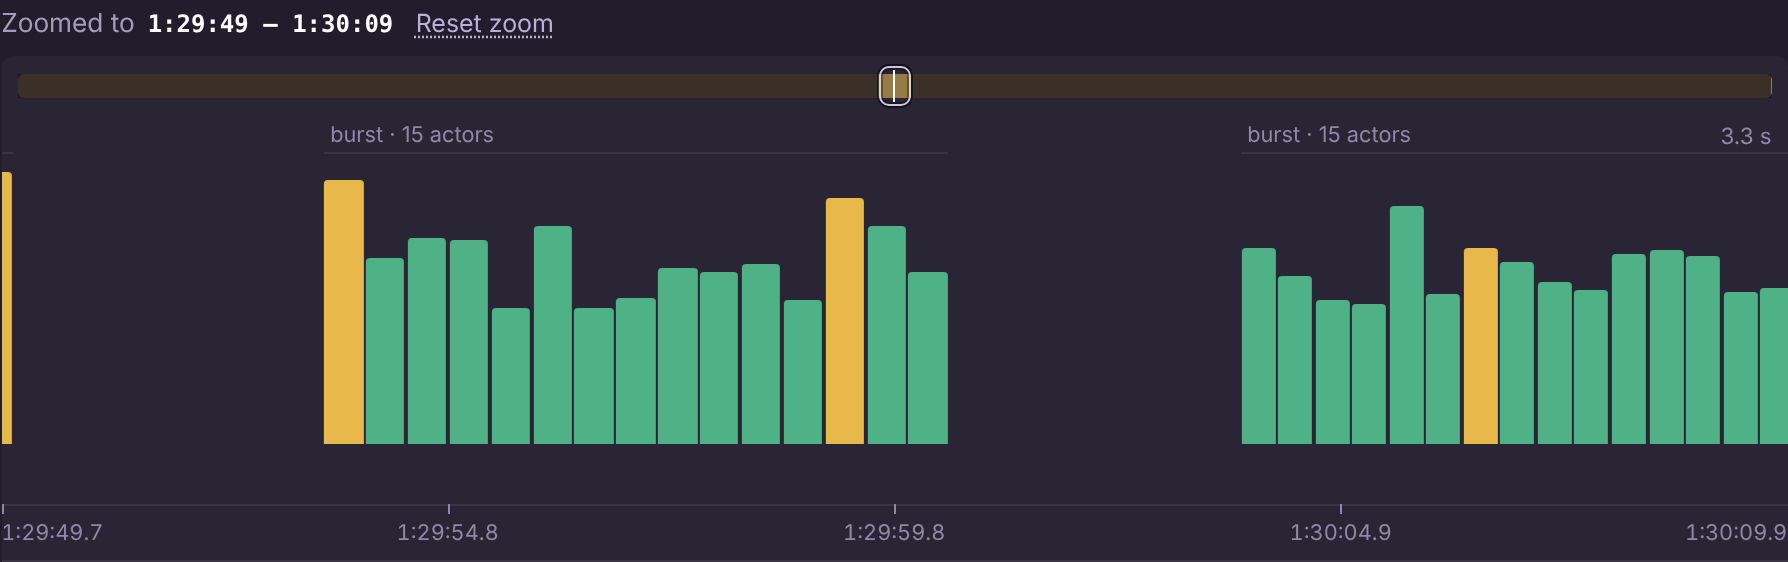 Zoomed to 1:29:49 – 1:30:09 Reset zoom
burst · 15 actors
burst · 15 actors
3.3 s
1:29:49.7
1:29:54.8
1:29:59.8
1:30:04.9
1:30:09.9